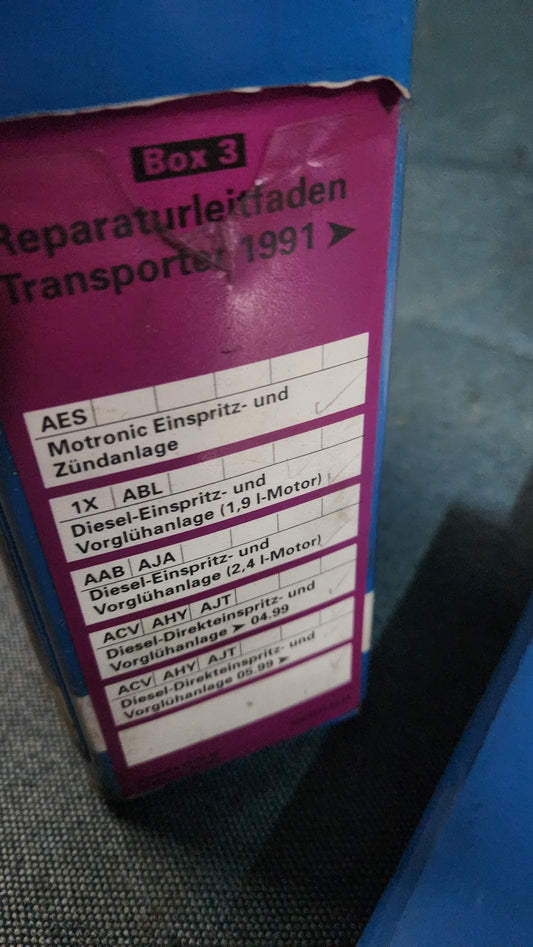 Box 3
Reparaturleitfaden
Transporter 1991 ➤
AES
Motronic Einspritz- und
Zündanlage
1X ABL
Diesel-Einspritz- und
Vorglühanlage (1,9 l-Motor)
AAB AJA
Diesel-Einspritz- und
Vorglühanlage (2,4 l-Motor)
ACV AHY AJT
Diesel-Direkteinspritz- und
Vorglühanlage ➤ 04.99
ACV AHY AJT
Diesel-Direkteinspritz- und
Vorglühanlage 05.99 ➤